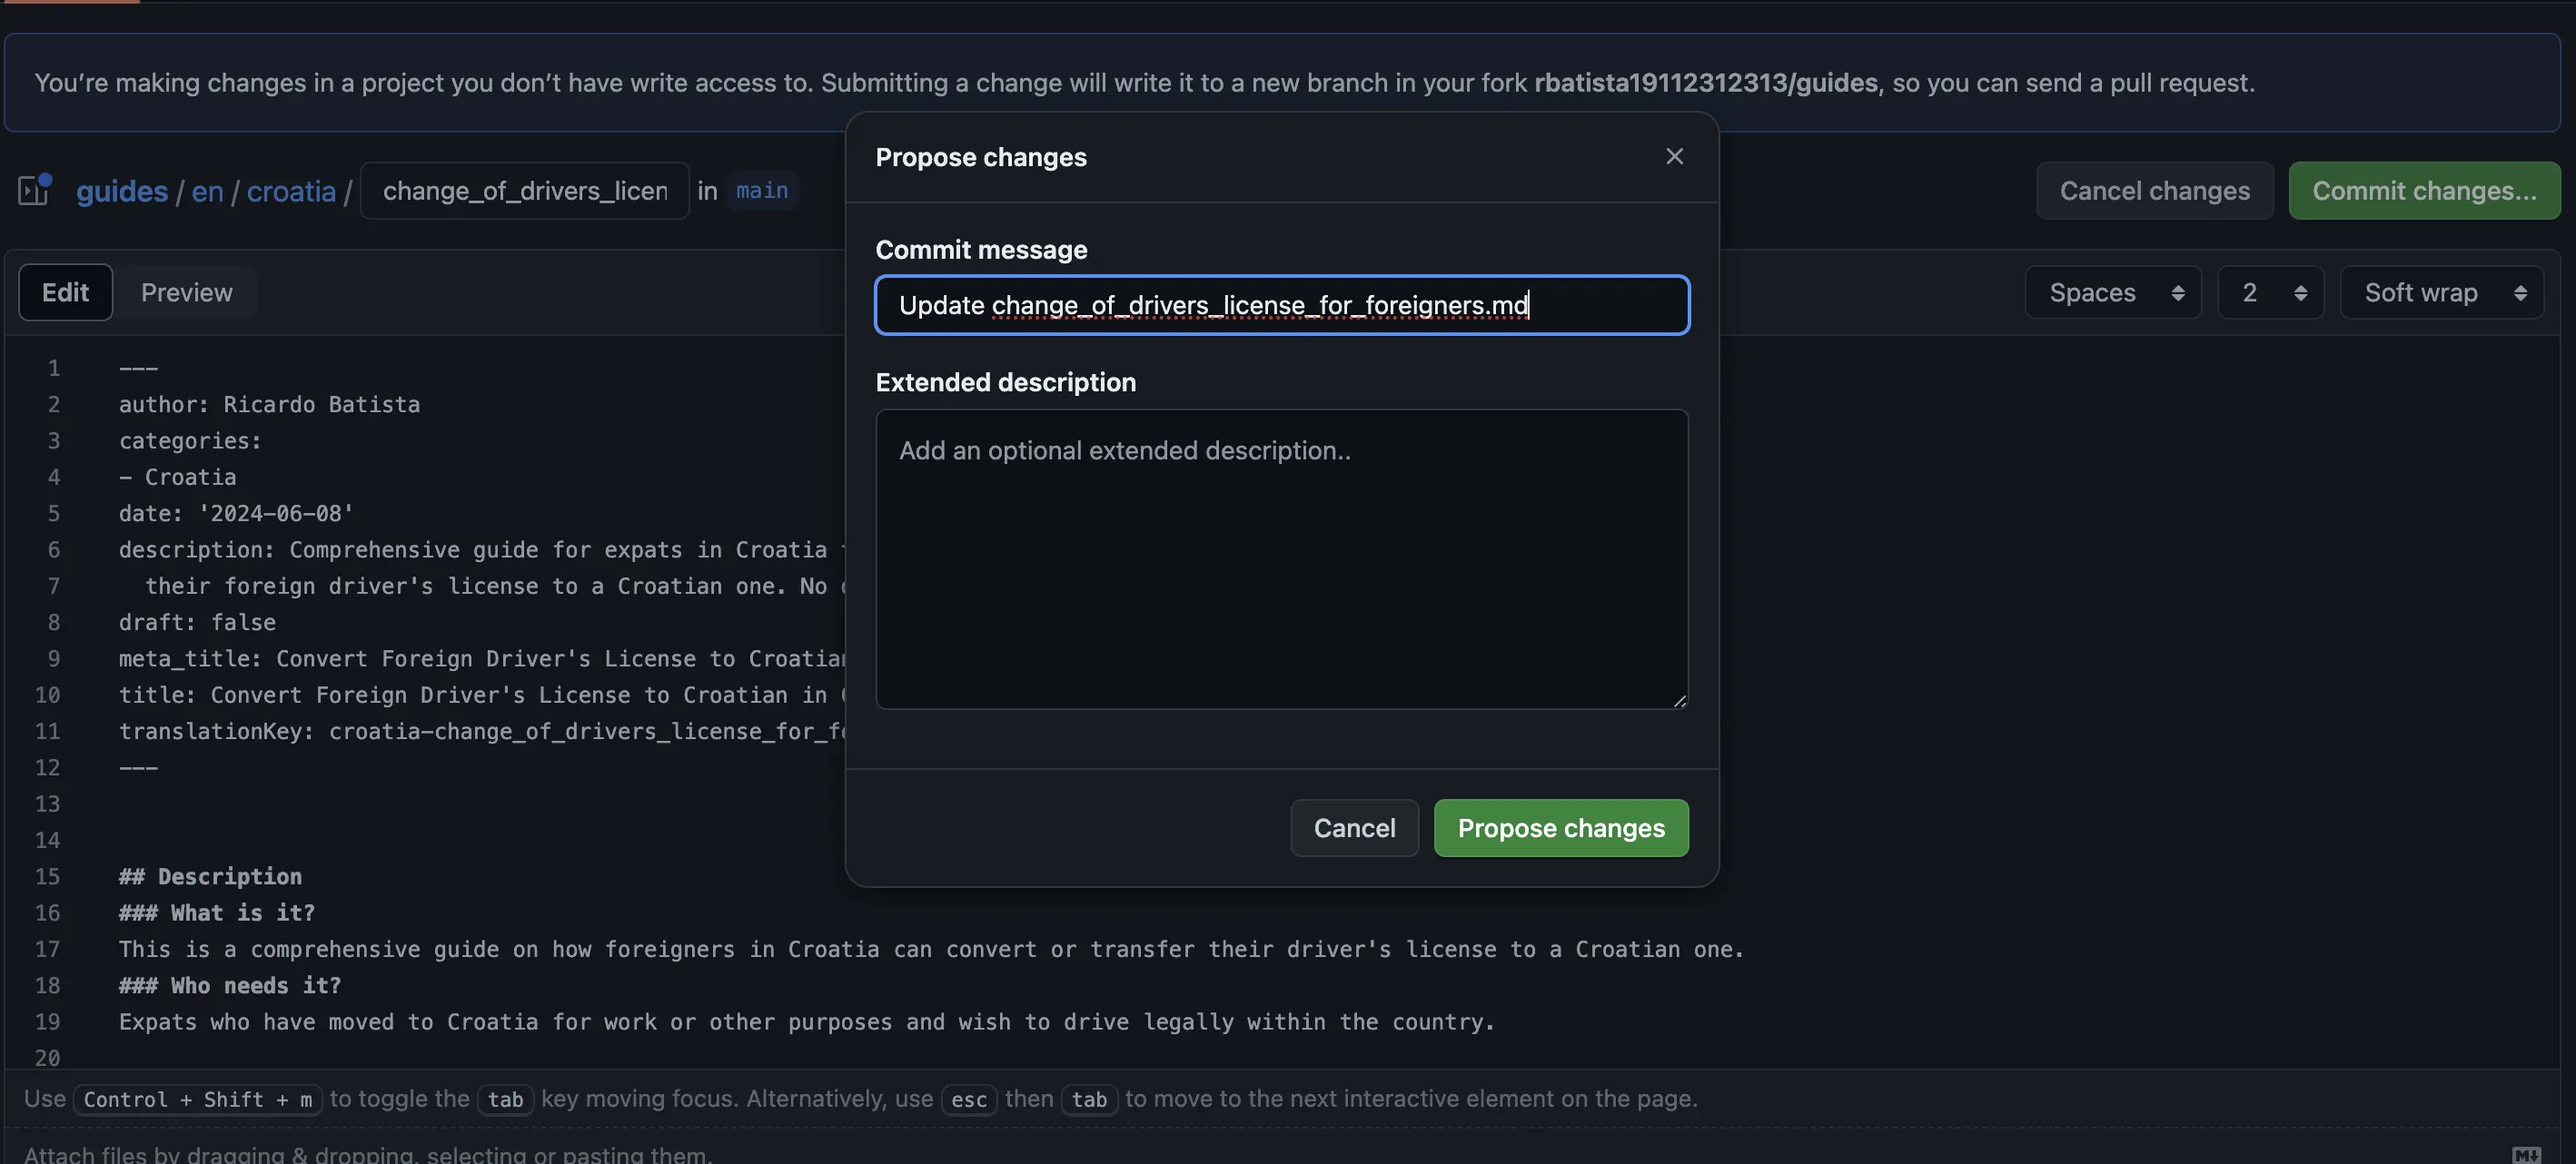 You're making changes in a project you don't have write access to. Submitting a change will write it to a new branch in your fork rbatista19112312313/guides, so you can send a pull request.
Propose changes
guides / en / croatia / change_of_drivers_licen in main
Cancel changes
Commit changes...
Commit message
Update change_of_drivers_license_for_foreigners.md
Edit
Preview
Spaces
2
Soft wrap
Extended description
Add an optional extended description..
Cancel
Propose changes
1 ---
2 author: Ricardo Batista
3 categories:
4 - Croatia
5 date: '2024-06-08'
6 description: Comprehensive guide for expats in Croatia
7 their foreign driver's license to a Croatian one. No
8 draft: false
9 meta_title: Convert Foreign Driver's License to Croatian
10 title: Convert Foreign Driver's License to Croatian in
11 translationKey: croatia-change_of_drivers_license_for_fo
12 ---
13
14
15 ## Description
16 ### What is it?
17 This is a comprehensive guide on how foreigners in Croatia can convert or transfer their driver's license to a Croatian one.
18 ### Who needs it?
19 Expats who have moved to Croatia for work or other purposes and wish to drive legally within the country.
20
Use Control + Shift + m to toggle the tab key moving focus. Alternatively, use esc then tab to move to the next interactive element on the page.
Attach files by dragging & dropping, selecting or pasting them.